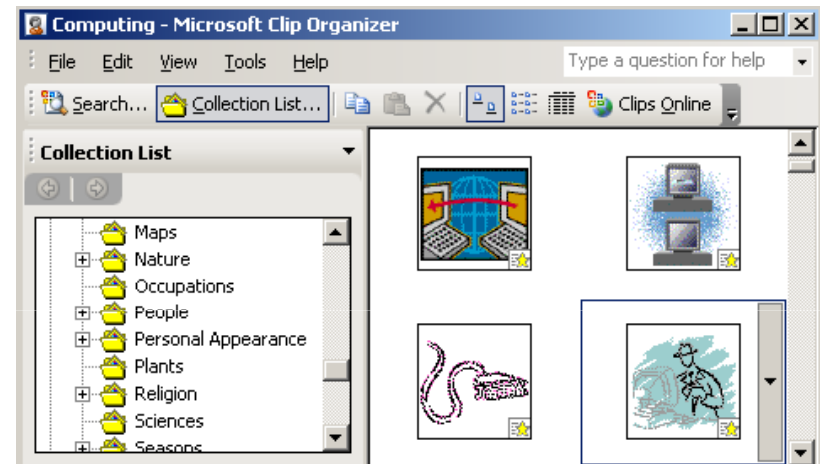 Computing - Microsoft Clip Organizer
File Edit View Tools Help Type a question for help
Search... Collection List... Clips Online
Collection List
Maps
Nature
Occupations
People
Personal Appearance
Plants
Religion
Sciences
Seasons